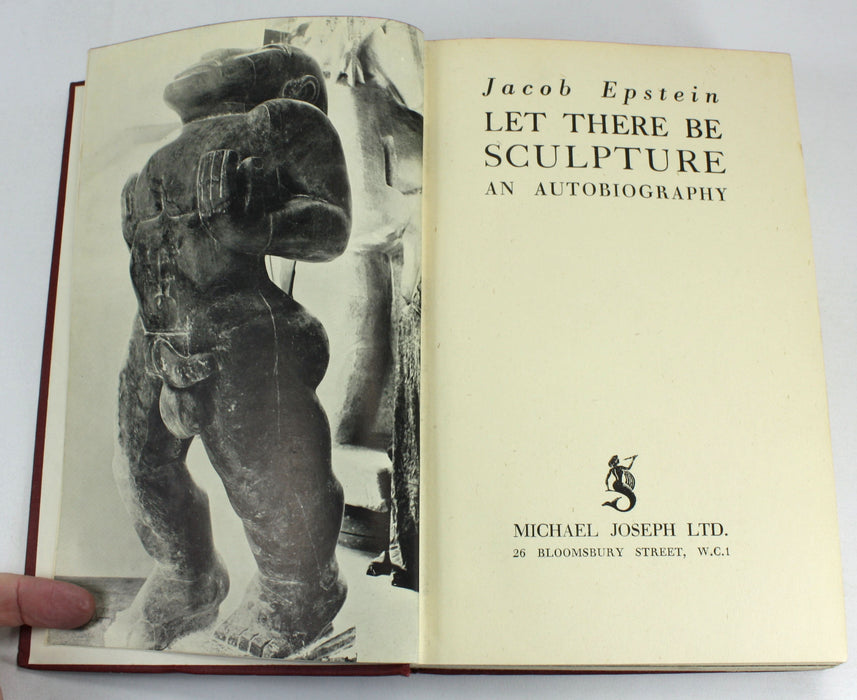 Jacob Epstein
LET THERE BE
SCULPTURE
AN AUTOBIOGRAPHY
MICHAEL JOSEPH LTD.
26 BLOOMSBURY STREET, W.C.1